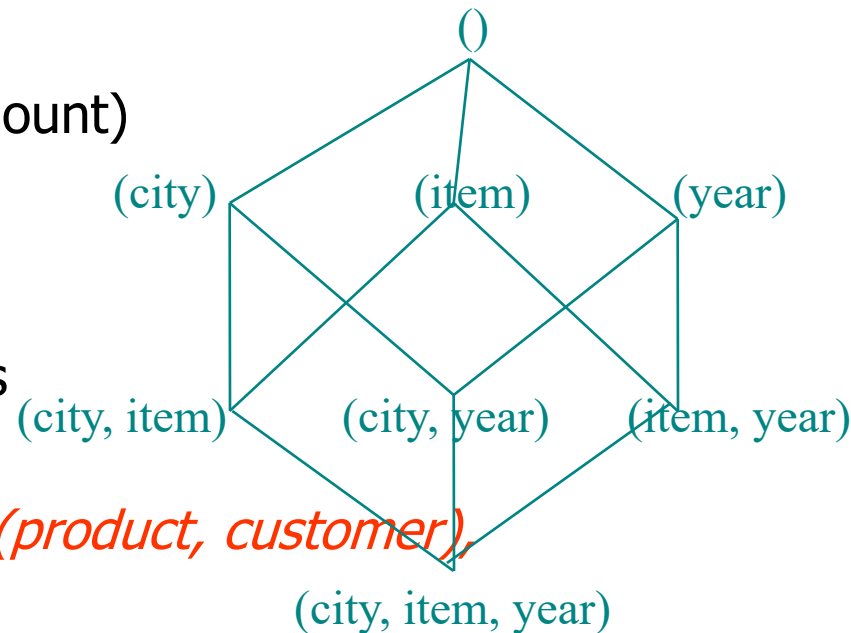 ()
ount)
(city) (item) (year)
s
(city, item) (city, year) (item, year)
(product, customer),
(city, item, year)